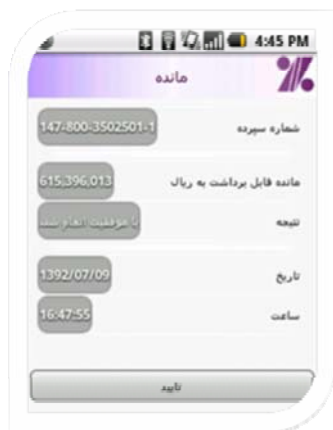 4:45 PM
مانده
شماره سپرده 147-800-3502501-1
مانده قابل برداشت به ریال 615,396,013
نتیجه با موفقیت انجام شد
تاریخ 1392/07/09
ساعت 16:47:55
تایید